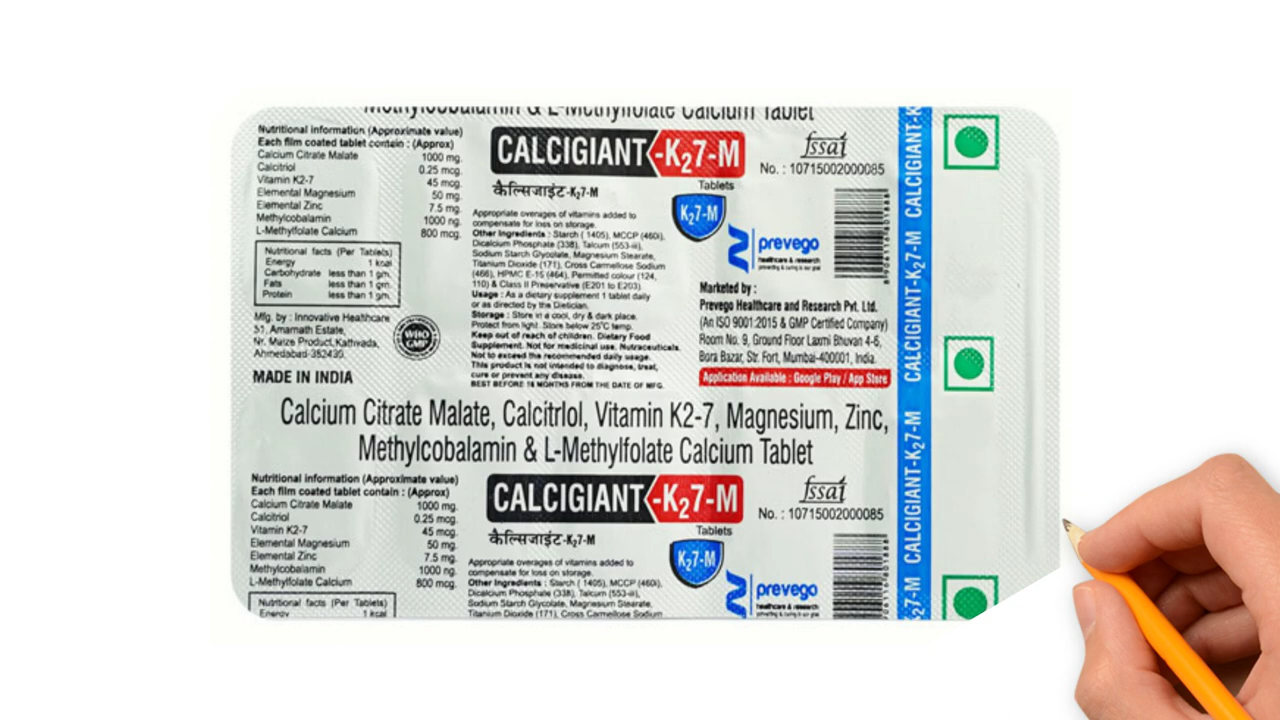 Methylcobalamin & L-Methylfolate Calcium Tablet
Nutritional information (Approximate value)
Each film coated tablet contain : (Approx)
Calcium Citrate Malate 1000 mg.
Calcitriol 0.25 mcg.
Vitamin K2-7 45 mcg.
Elemental Magnesium 50 mg.
Elemental Zinc 7.5 mg.
Methylcobalamin 1000 ng.
L-Methylfolate Calcium 800 mcg.
Nutritional facts (Per Tablets)
Energy 1 kcal
Carbohydrate less than 1 gm.
Fats less than 1 gm.
Protein less than 1 gm.
Mfg. by : Innovative Healthcare
51, Amarnath Estate,
Nr. Maize Product, Kathvada,
Ahmedabad-382430.
WHO
GMP
MADE IN INDIA
CALCIGIANT-K27-M
Tablets
कैल्सिजाइंट-K27-M
K27-M
Appropriate overages of vitamins added to
compensate for loss on storage.
Other Ingredients : Starch ( 1405), MCCP (460i),
Dicalcium Phosphate (338), Talcum (553-iii),
Sodium Starch Glycolate, Magnesium Stearate,
Titanium Dioxide (171), Cross Carmellose Sodium
(466), HPMC E-15 (464), Permitted colour (124,
110) & Class II Preservative (E201 to E203).
Usage : As a dietary supplement 1 tablet daily
or as directed by the Dietician.
Storage : Store in a cool, dry & dark place.
Protect from light. Store below 25°C temp.
Keep out of reach of children. Dietary Food
Supplement. Not for medicinal use. Nutraceuticals.
Not to exceed the recommended daily usage.
This product is not intended to diagnose, treat,
cure or prevent any disease.
BEST BEFORE 18 MONTHS FROM THE DATE OF MFG.
fssai
No. : 10715002000085
prevego
healthcare & research
preventing & curing is our goal
Marketed by :
Prevego Healthcare and Research Pvt. Ltd.
(An ISO 9001:2015 & GMP Certified Company)
Room No. 9, Ground Floor Laxmi Bhuvan 4-6,
Bora Bazar, Str. Fort, Mumbai-400001, India.
Application Available : Google Play / App Store
Calcium Citrate Malate, Calcitrlol, Vitamin K2-7, Magnesium, Zinc,
Methylcobalamin & L-Methylfolate Calcium Tablet
Nutritional information (Approximate value)
Each film coated tablet contain : (Approx)
Calcium Citrate Malate 1000 mg.
Calcitriol 0.25 mcg.
Vitamin K2-7 45 mcg.
Elemental Magnesium 50 mg.
Elemental Zinc 7.5 mg.
Methylcobalamin 1000 ng.
L-Methylfolate Calcium 800 mcg.
Nutritional facts (Per Tablets)
Energy 1 kcal
CALCIGIANT-K27-M
Tablets
कैल्सिजाइंट-K27-M
K27-M
Appropriate overages of vitamins added to
compensate for loss on storage.
Other Ingredients : Starch ( 1405), MCCP (460i),
Dicalcium Phosphate (338), Talcum (553-iii),
Sodium Starch Glycolate, Magnesium Stearate,
Titanium Dioxide (171), Cross Carmellose Sodium
fssai
No. : 10715002000085
prevego
healthcare & research
preventing & curing is our goal
CALCIGIANT-K
CALCIGIANT-K27-M
CALCIGIANT-K27-M
27-M